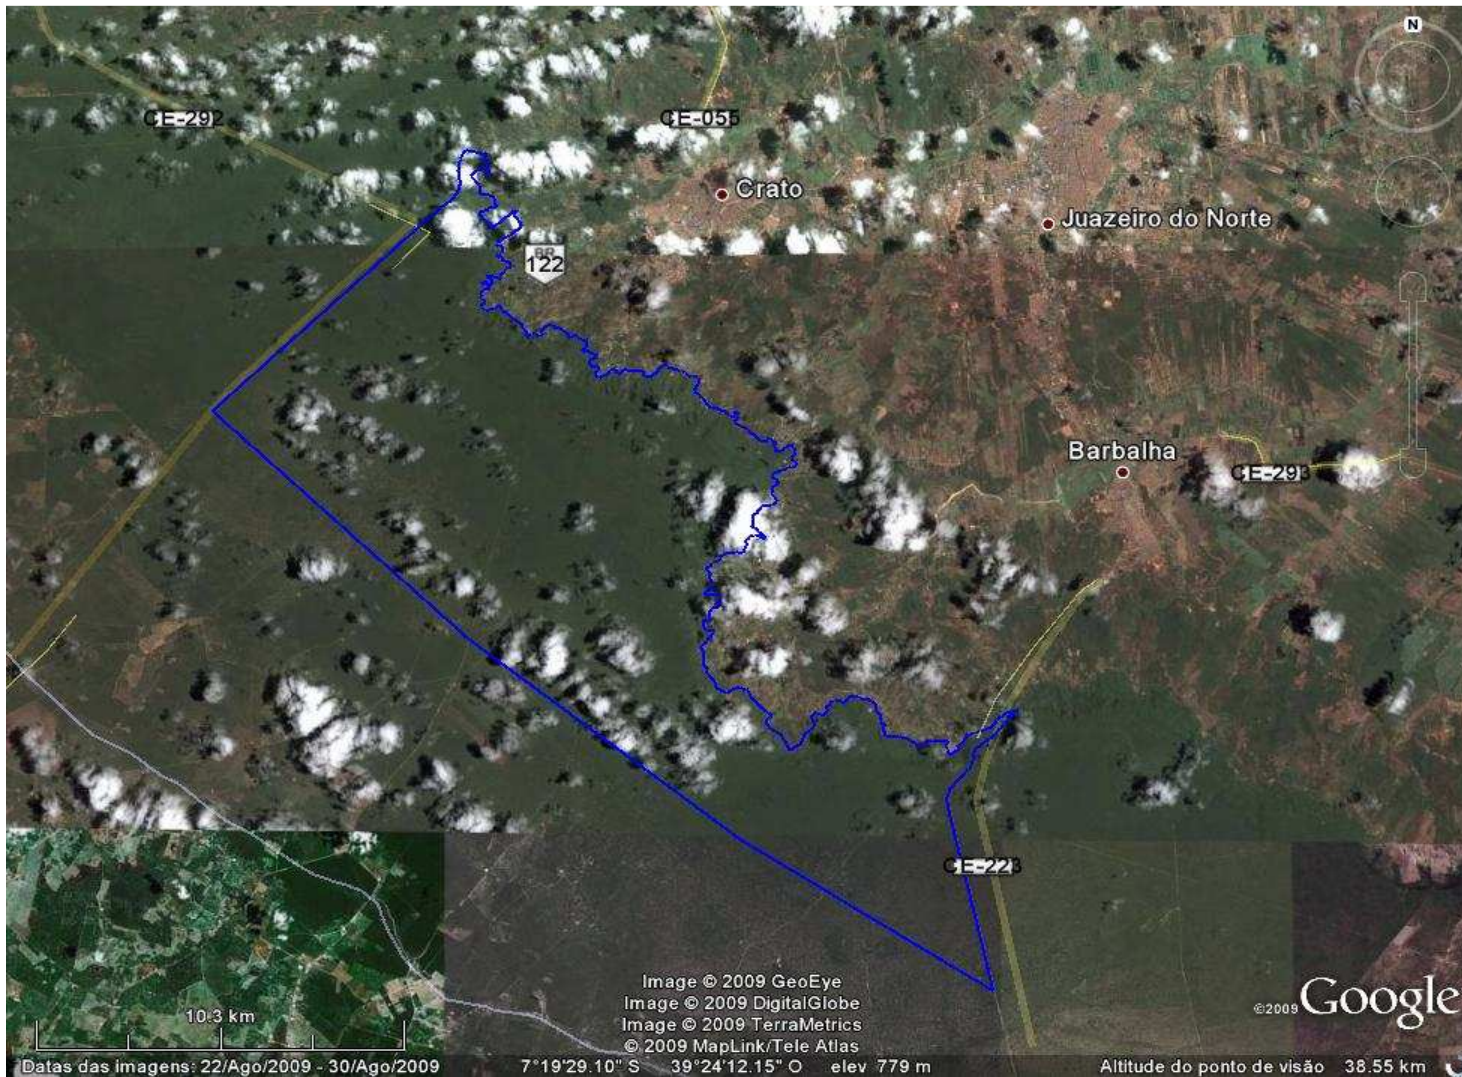 N
CE-292
CE-055
Crato
Juazeiro do Norte
BR
122
Barbalha
CE-293
CE-223
Image © 2009 GeoEye
Image © 2009 DigitalGlobe
Image © 2009 TerraMetrics
© 2009 MapLink/Tele Atlas
©2009 Google
10.3 km
Datas das imagens: 22/Ago/2009 - 30/Ago/2009
7°19'29.10" S 39°24'12.15" O elev 779 m
Altitude do ponto de visão 38.55 km